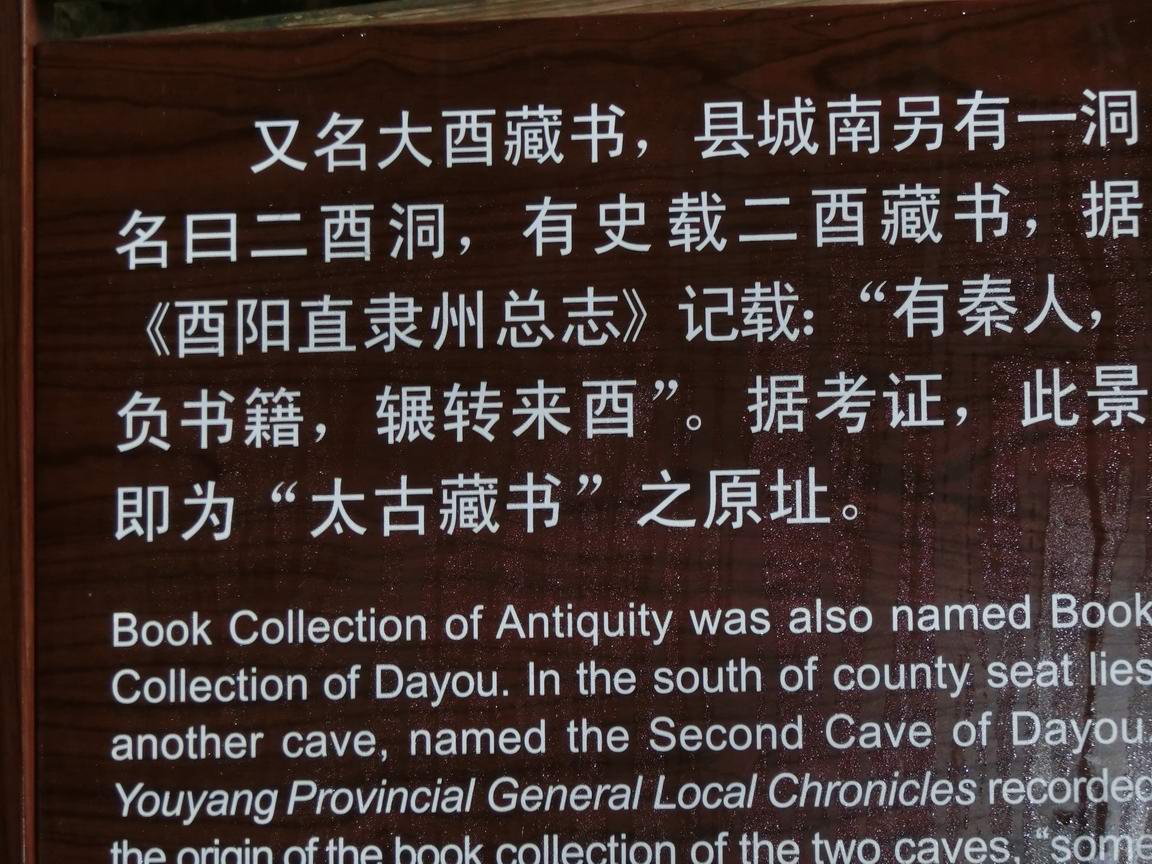 又名大酉藏书，县城南另有一洞
名曰二酉洞，有史载二酉藏书，据
《酉阳直隶州总志》记载：“有秦人，
负书籍，辗转来酉”。据考证，此景
即为“太古藏书”之原址。
Book Collection of Antiquity was also named Book
Collection of Dayou. In the south of county seat lies
another cave, named the Second Cave of Dayou.
Youyang Provincial General Local Chronicles recorded
the origin of the book collection of the two caves, “some